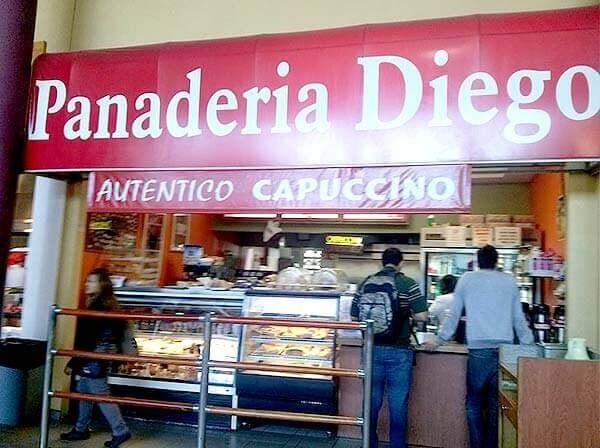 Panaderia Diego
AUTENTICO CAPUCCINO